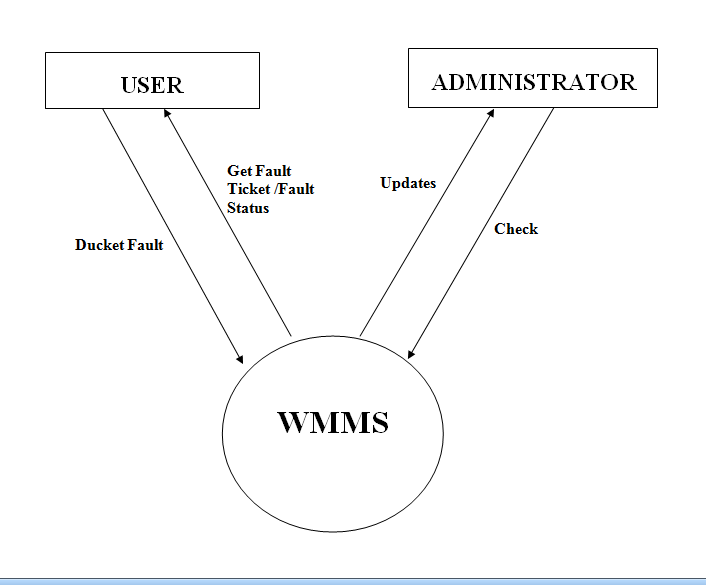 USER
ADMINISTRATOR
Get Fault
Ticket /Fault
Status
Updates
Check
Ducket Fault
WMMS